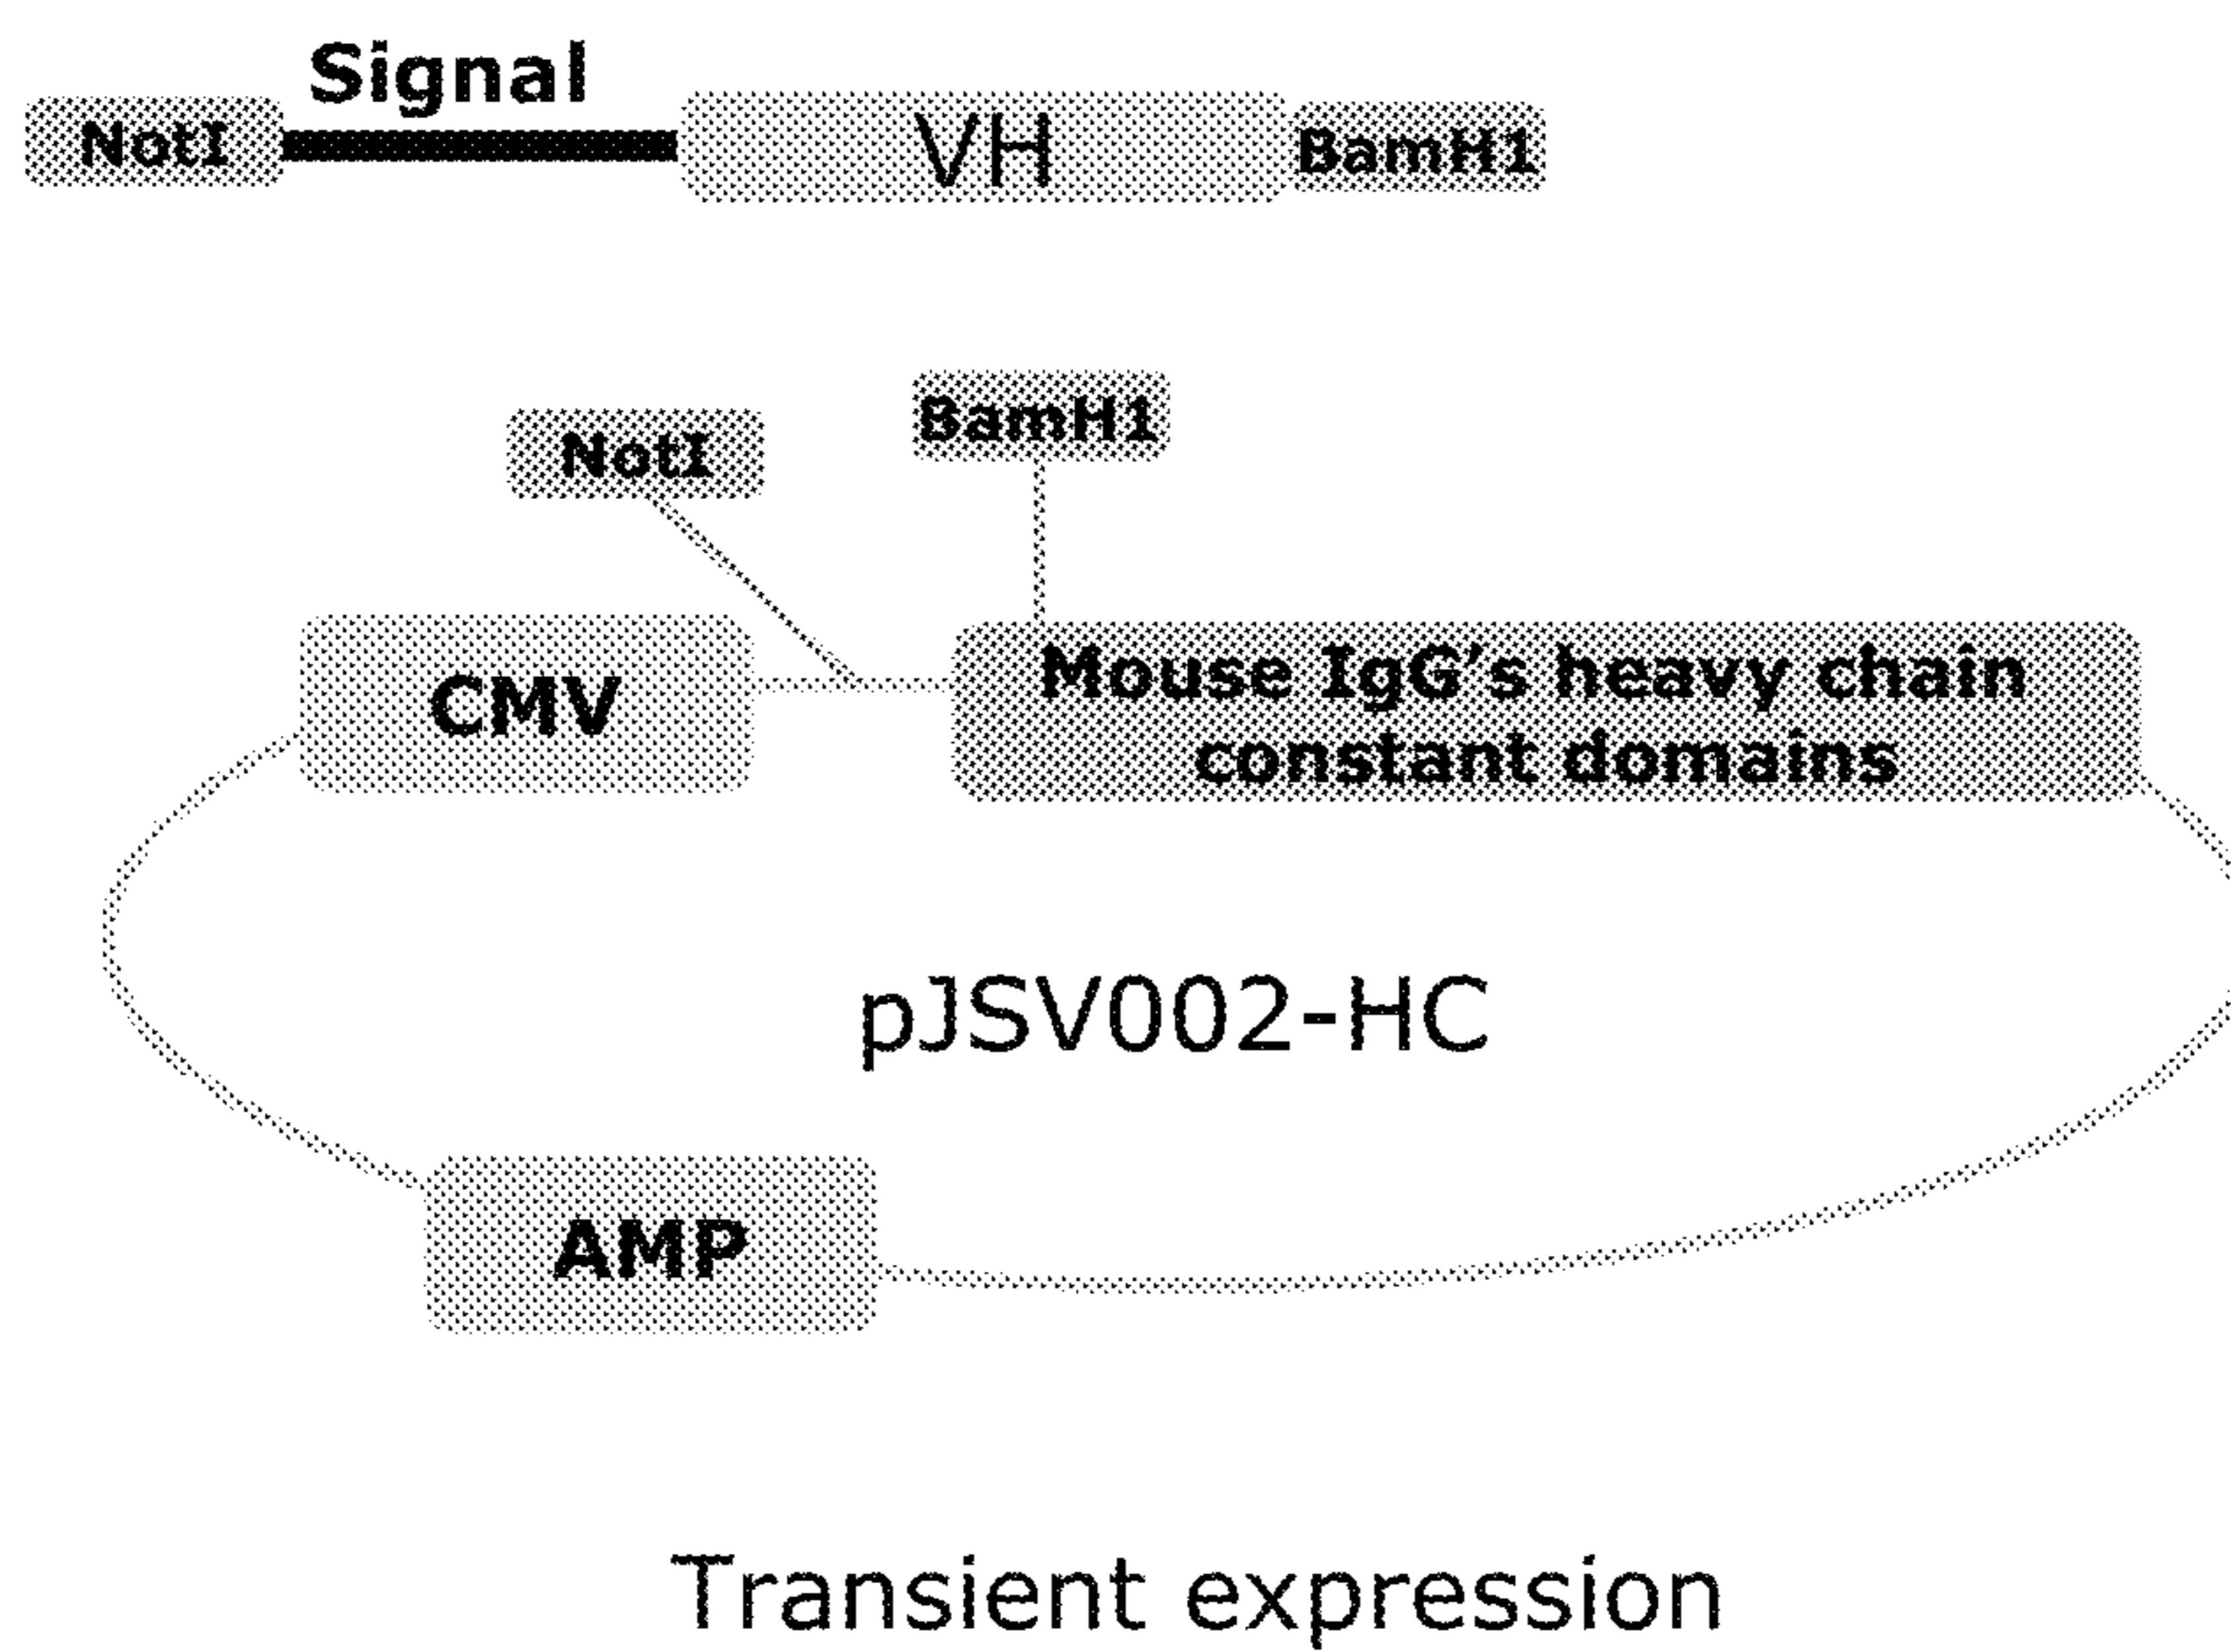 Signal
NotI VH BamH1
BamH1
NotI
CMV
Mouse IgG's heavy chain
constant domains
pJSV002-HC
AMP
Transient expression